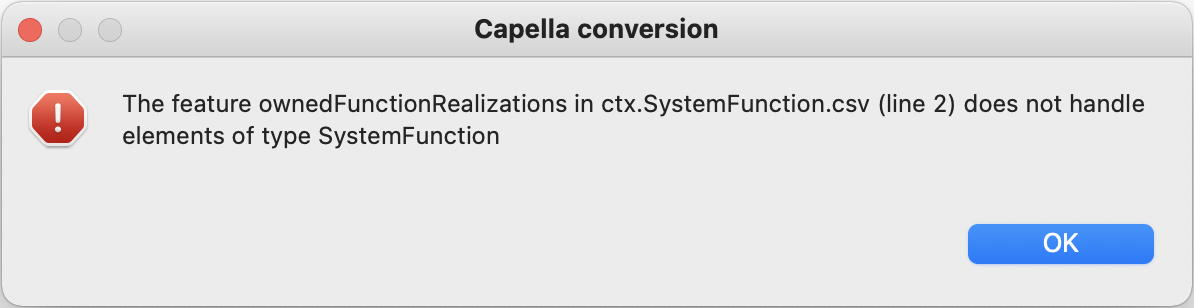 Capella conversion
The feature ownedFunctionRealizations in ctx.SystemFunction.csv (line 2) does not handle
elements of type SystemFunction
OK